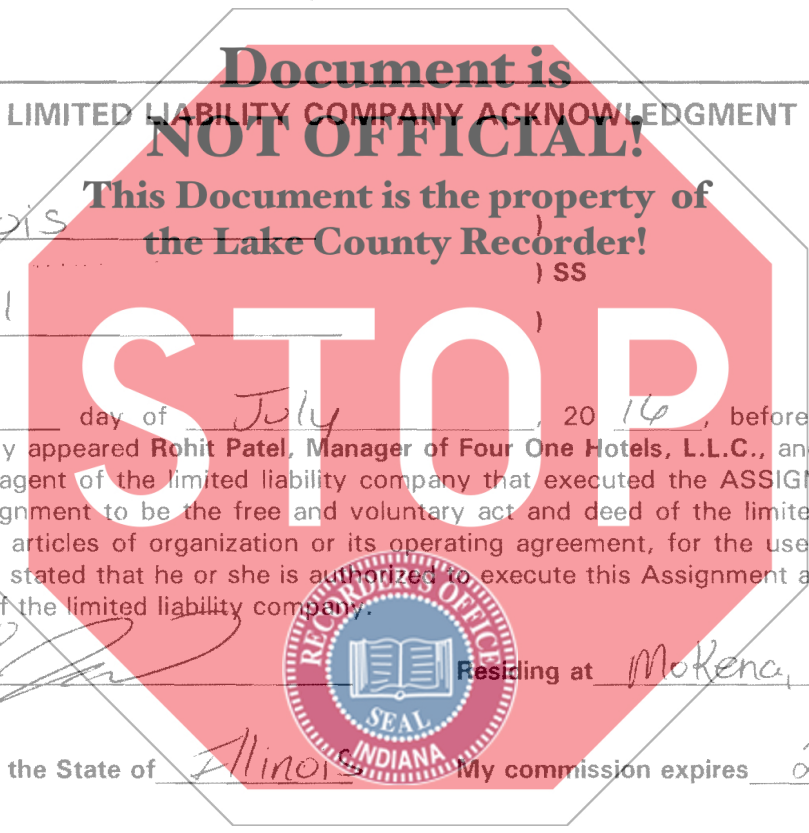 Document is
LIMITED LIABILITY COMPANY ACKNOWLEDGMENT
NOT OFFICIAL!
This Document is the property of
ois )
the Lake County Recorder!
) SS
l )
STOP
day of July , 20 16 , before
y appeared Rohit Patel, Manager of Four One Hotels, L.L.C., an
agent of the limited liability company that executed the ASSIGN
gnment to be the free and voluntary act and deed of the limite
articles of organization or its operating agreement, for the use
stated that he or she is authorized to execute this Assignment a
f the limited liability company.
RECORDER'S OFFICE
SEAL
INDIANA
Residing at Mokena,
the State of Illinois My commission expires